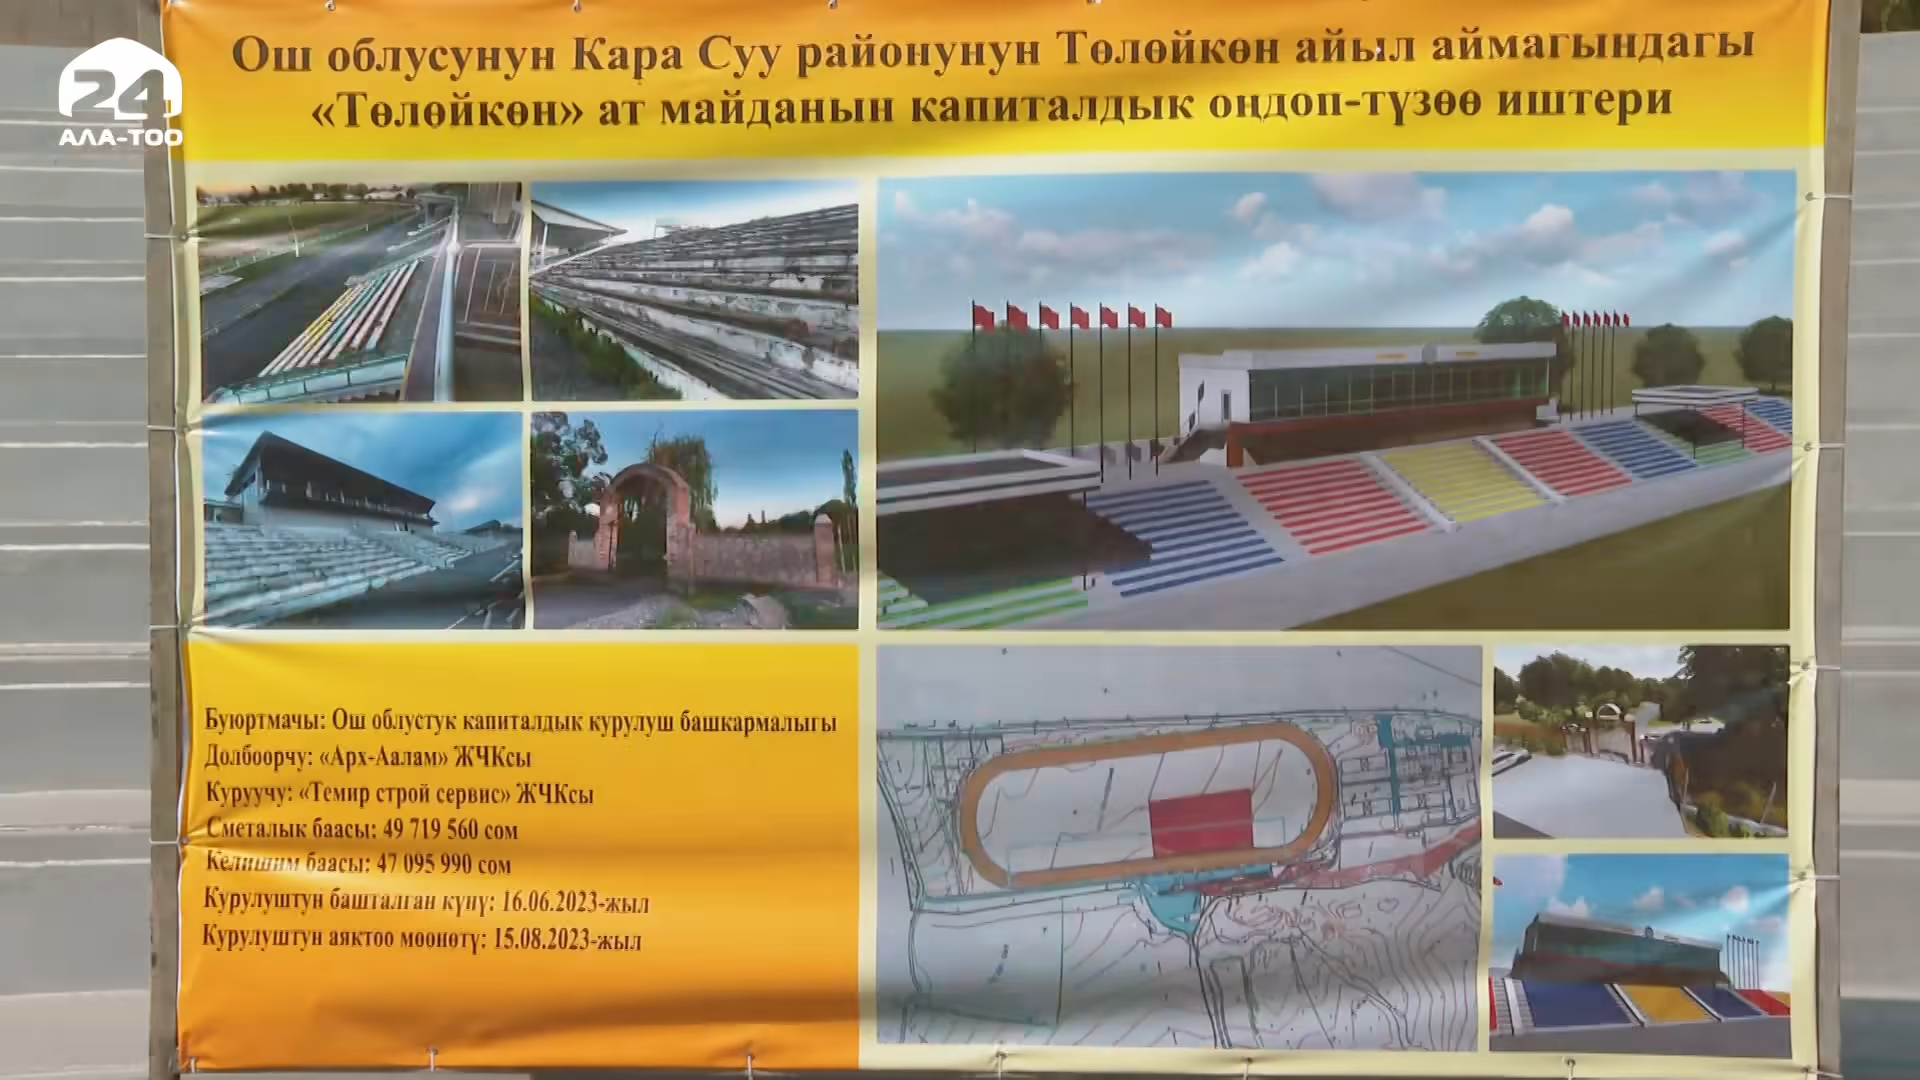 24
АЛА-ТОО
Ош облусунун Кара Суу районунун Төлөйкөн айыл аймагындагы
«Төлөйкөн» ат майданын капиталдык оңдоп-түзөө иштери
Буюртмачы: Ош облустук капиталдык курулуш башкармалыгы
Долбоорчу: «Арх-Аалам» ЖЧКсы
Куруучу: «Темир строй сервис» ЖЧКсы
Сметалык баасы: 49 719 560 сом
Келишим баасы: 47 095 990 сом
Курулуштун башталган күнү: 16.06.2023-жыл
Курулуштун аяктоо мөөнөтү: 15.08.2023-жыл